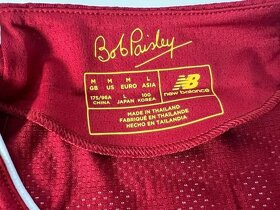 Bob Paisley
M M M L
GB US EURO ASIA
175/96A L 100
CHINA JAPAN KOREA
new balance
MADE IN THAILAND
FABRIQUÉ EN THAÏLANDE
HECHO EN TAILANDIA